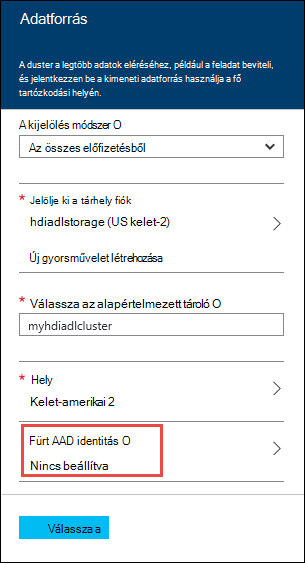 Adatforrás
A duster a legtöbb adatok eléréséhez, például a feladat beviteli,
és jelentkezzen be a kimeneti adatforrás használja a fő
tartózkodási helyén.
A kijelölés módszer O
Az összes előfizetésből
* Jelölje ki a tárhely fiók
hdiadlstorage (US kelet-2)
Új gyorsművelet létrehozása
* Válassza az alapértelmezett tároló O
myhdiadlcluster
* Hely
Kelet-amerikai 2
Fürt AAD identitás O
Nincs beállítva
Válassza a